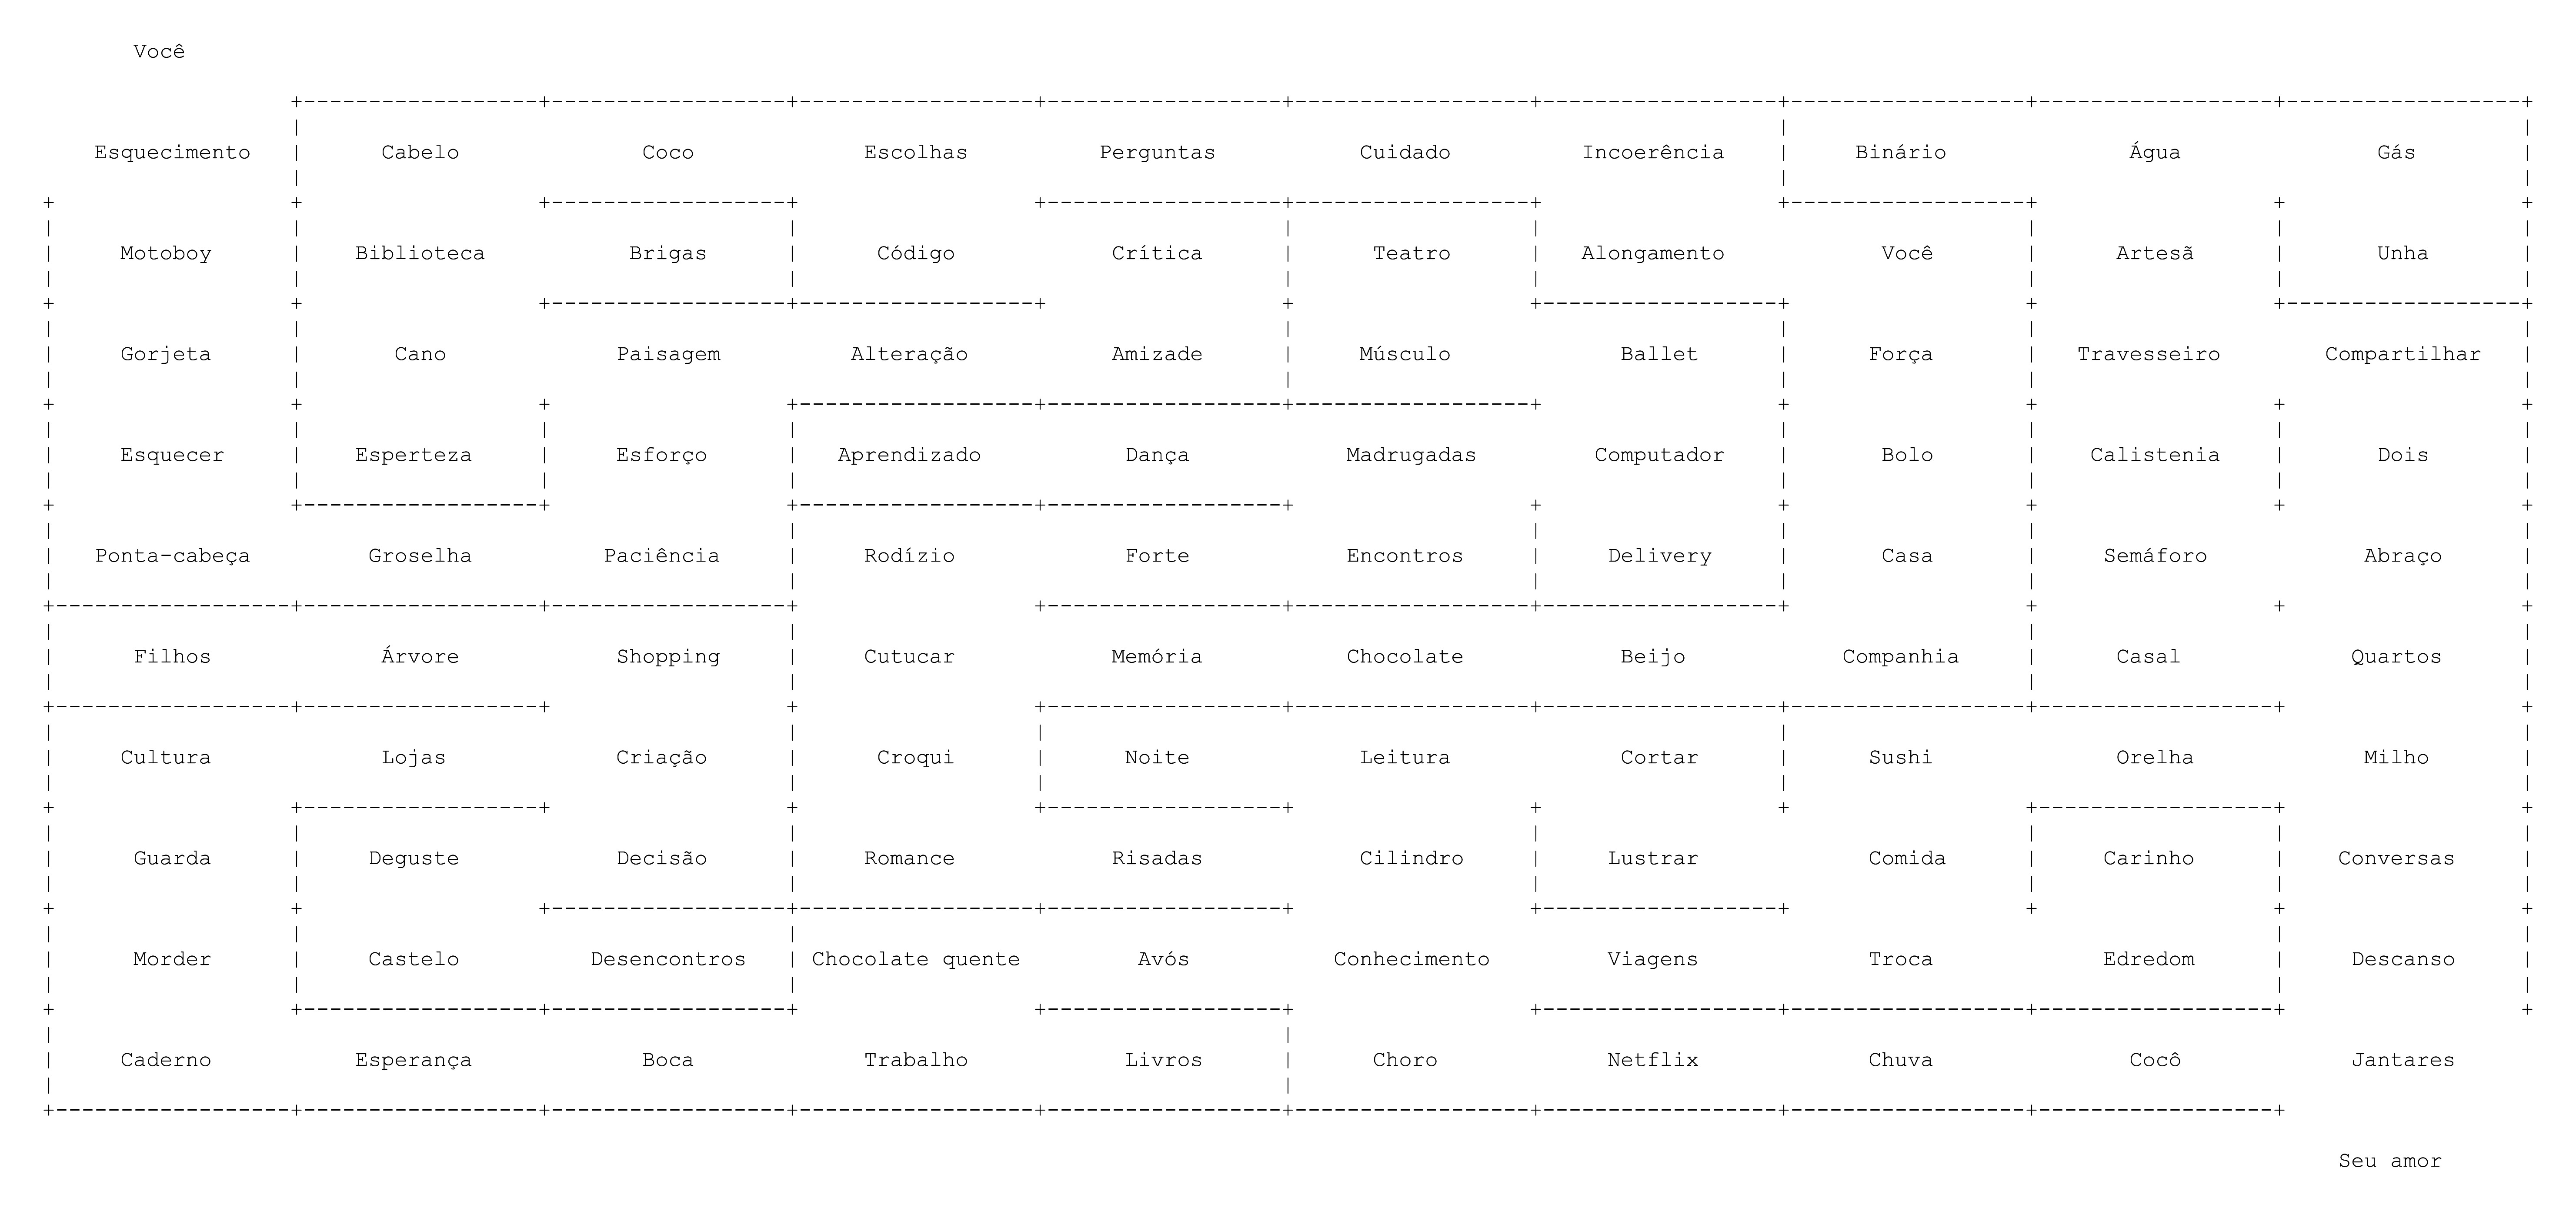 Você
Esquecimento Cabelo Coco Escolhas Perguntas Cuidado Incoerência Binário Água Gás
Motoboy Biblioteca Brigas Código Crítica Teatro Alongamento Você Artesã Unha
Gorjeta Cano Paisagem Alteração Amizade Músculo Ballet Força Travesseiro Compartilhar
Esquecer Esperteza Esforço Aprendizado Dança Madrugadas Computador Bolo Calistenia Dois
Ponta-cabeça Groselha Paciência Rodízio Forte Encontros Delivery Casa Semáforo Abraço
Filhos Árvore Shopping Cutucar Memória Chocolate Beijo Companhia Casal Quartos
Cultura Lojas Criação Croqui Noite Leitura Cortar Sushi Orelha Milho
Guarda Deguste Decisão Romance Risadas Cilindro Lustrar Comida Carinho Conversas
Morder Castelo Desencontros Chocolate quente Avós Conhecimento Viagens Troca Edredom Descanso
Caderno Esperança Boca Trabalho Livros Choro Netflix Chuva Cocô Jantares
Seu amor